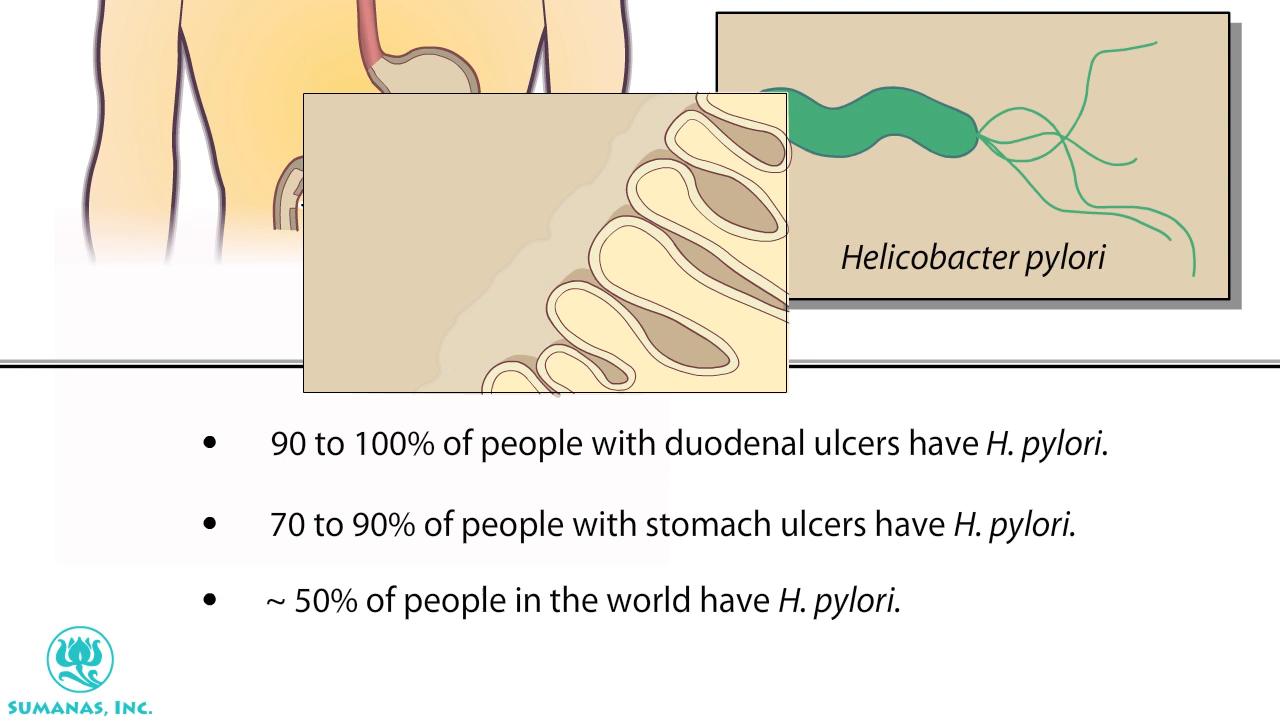 Helicobacter pylori
• 90 to 100% of people with duodenal ulcers have H. pylori.
• 70 to 90% of people with stomach ulcers have H. pylori.
• ~ 50% of people in the world have H. pylori.
SUMANAS, INC.